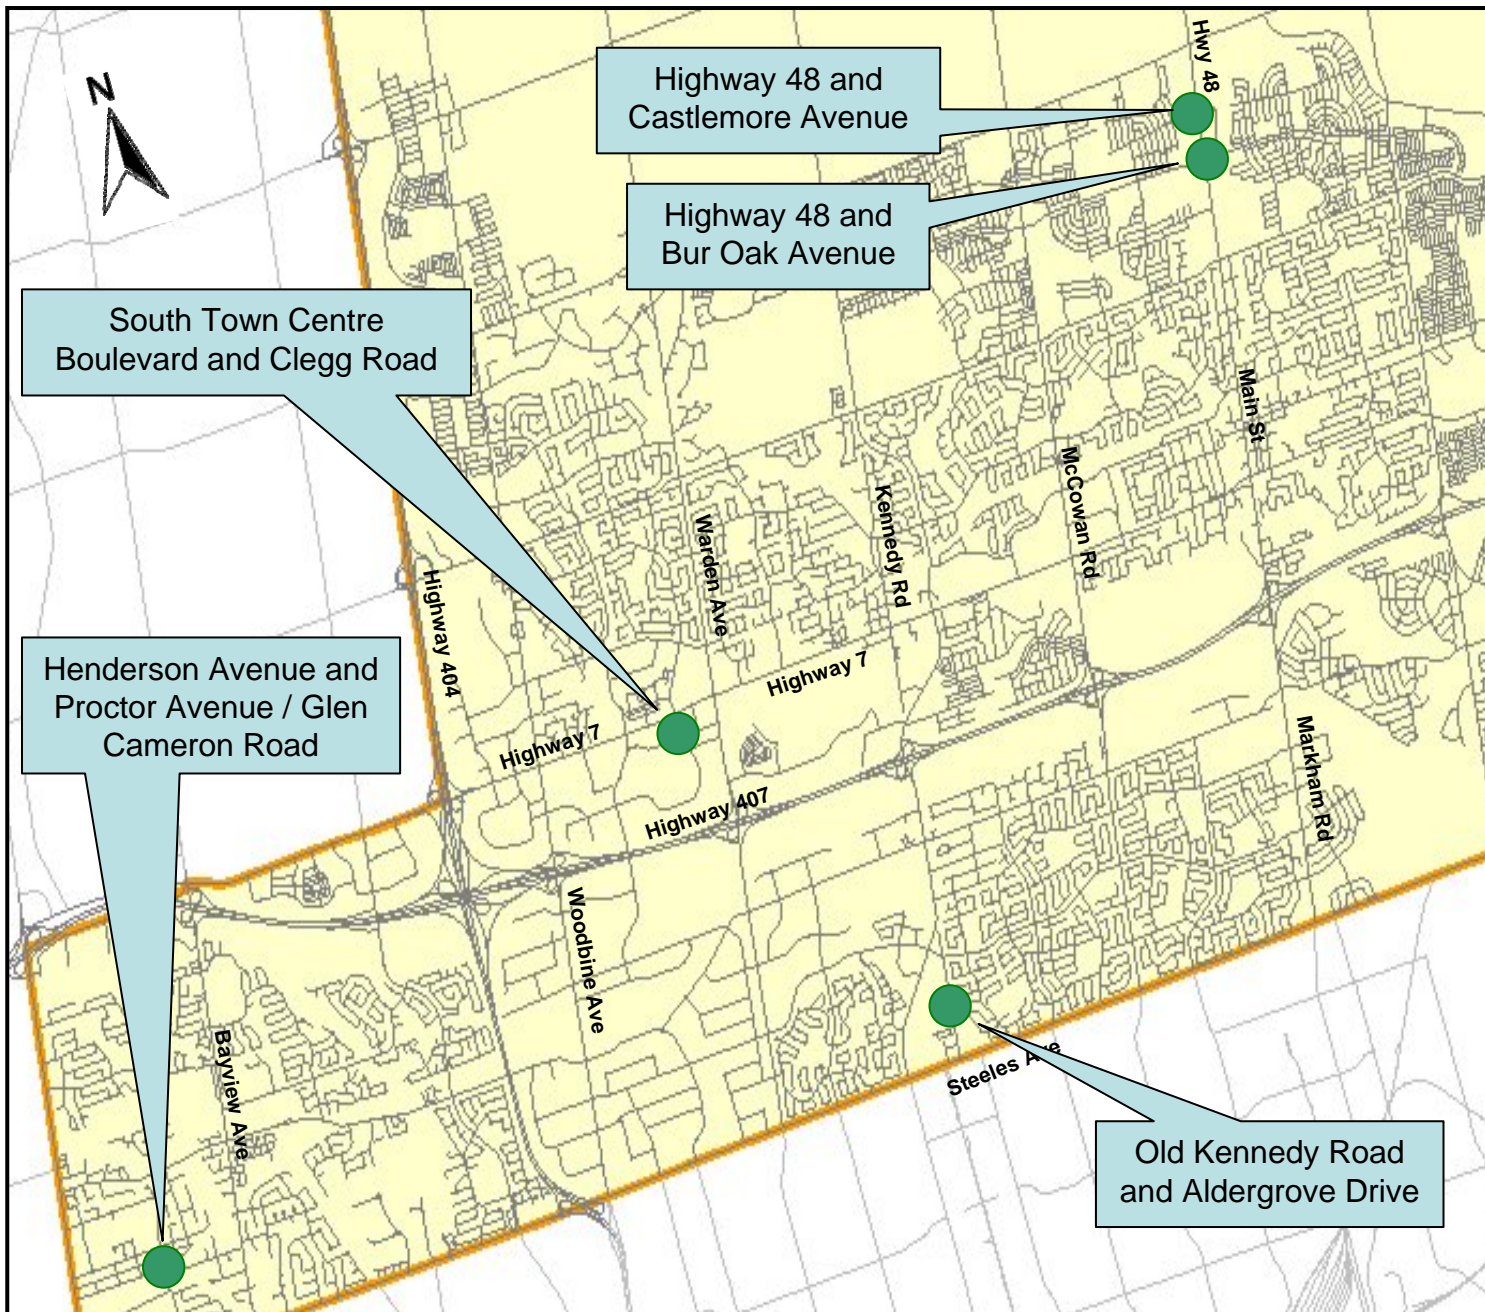 N
Hwy 48
Highway 48 and
Castlemore Avenue
Highway 48 and
Bur Oak Avenue
South Town Centre
Boulevard and Clegg Road
Main St
McCowan Rd
Kennedy Rd
Warden Ave
Highway 404
Henderson Avenue and
Proctor Avenue / Glen
Cameron Road
Highway 7
Highway 7
Highway 407
Markham Rd
Woodbine Ave
Bayview Ave
Steeles Ave
Old Kennedy Road
and Aldergrove Drive